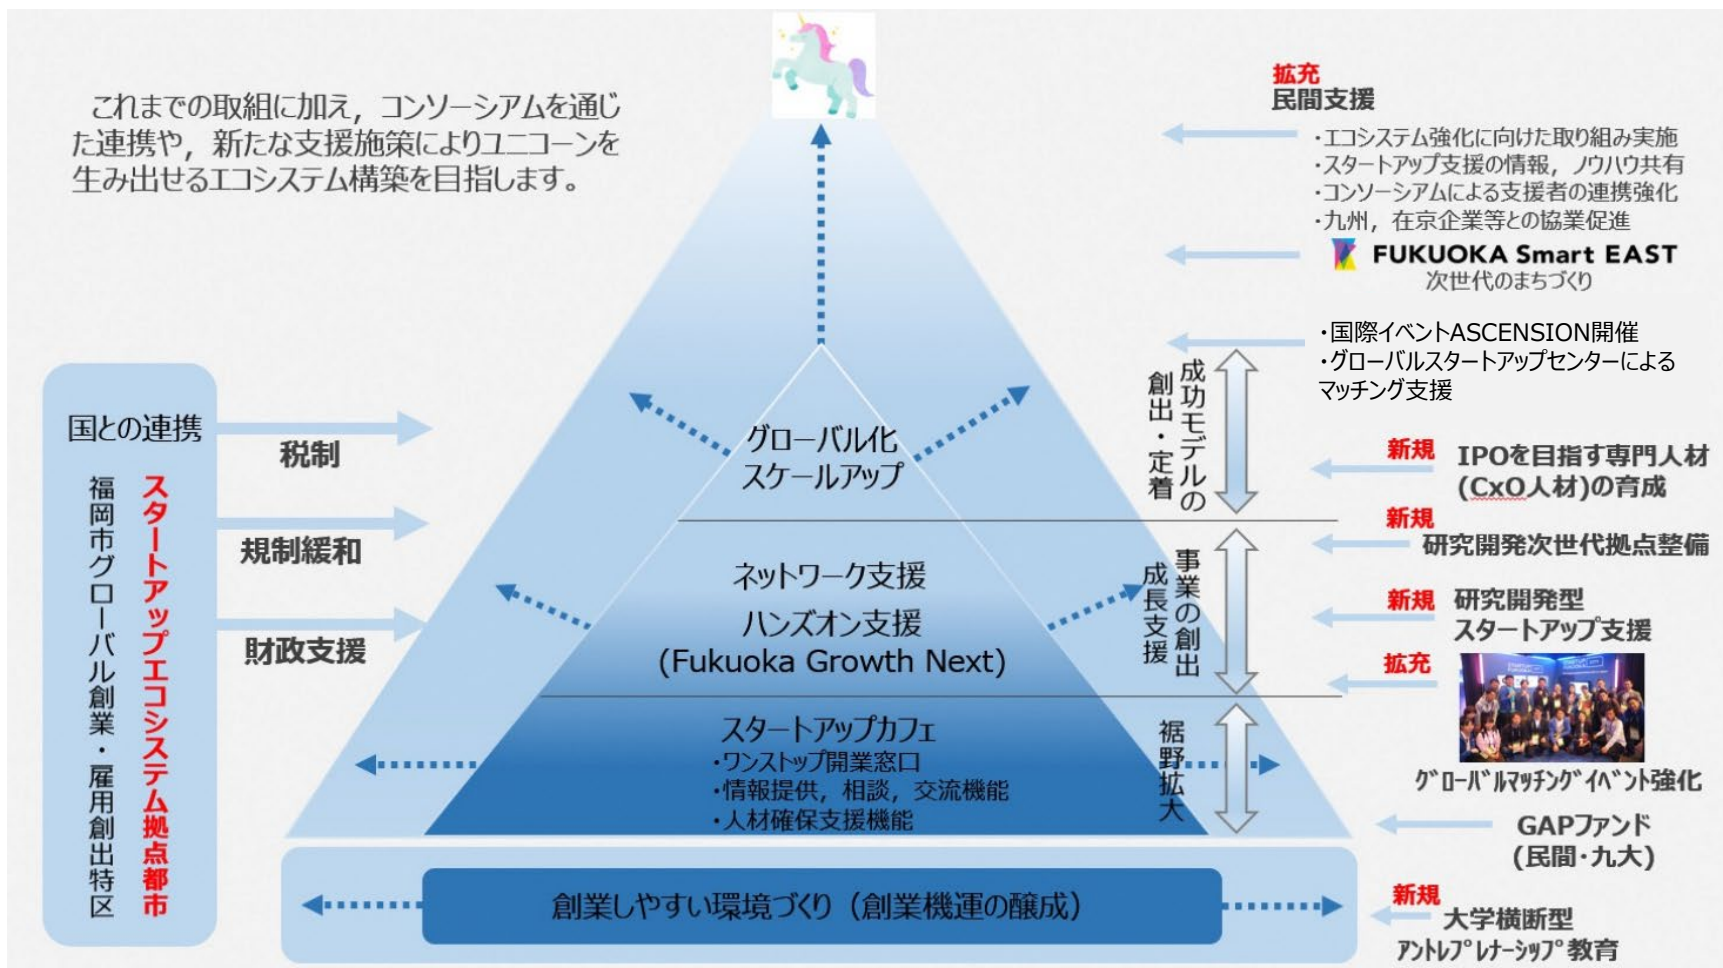 これまでの取組に加え，コンソーシアムを通じ
た連携や，新たな支援施策によりユニコーンを
生み出せるエコシステム構築を目指します。
国との連携
スタートアップエコシステム拠点都市
福岡市グローバル創業・雇用創出特区
税制
規制緩和
財政支援
グローバル化
スケールアップ
ネットワーク支援
ハンズオン支援
(Fukuoka Growth Next)
スタートアップカフェ
・ワンストップ開業窓口
・情報提供，相談，交流機能
・人材確保支援機能
創業しやすい環境づくり（創業機運の醸成）
成功モデルの
創出・定着
事業の創出
成長支援
裾野拡大
拡充
民間支援
・エコシステム強化に向けた取り組み実施
・スタートアップ支援の情報，ノウハウ共有
・コンソーシアムによる支援者の連携強化
・九州，在京企業等との協業促進
FUKUOKA Smart EAST
次世代のまちづくり
・国際イベントASCENSION開催
・グローバルスタートアップセンターによる
マッチング支援
新規
IPOを目指す専門人材
(CxO人材)の育成
新規
研究開発次世代拠点整備
新規
研究開発型
スタートアップ支援
拡充
ｸﾞﾛｰﾊﾞﾙﾏｯﾁﾝｸﾞｲﾍﾞﾝﾄ強化
GAPファンド
(民間・九大)
新規
大学横断型
ｱﾝﾄﾚﾌﾟﾚﾅｰｼｯﾌﾟ教育